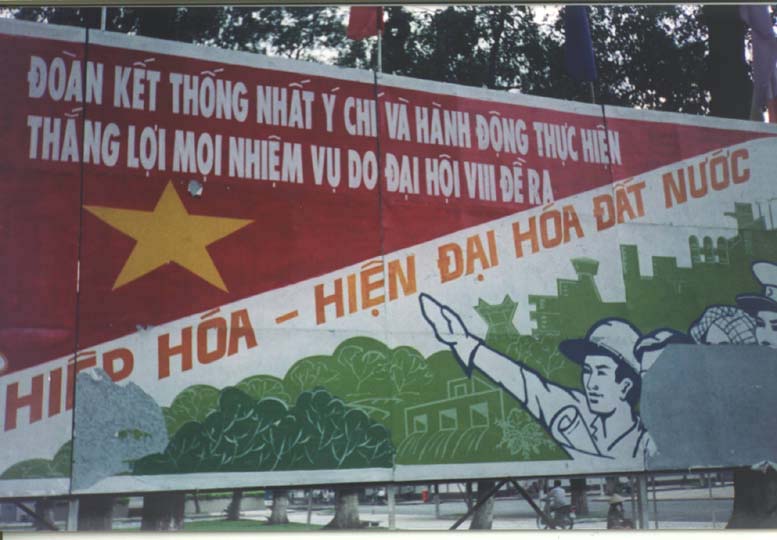 ĐOÀN KẾT THỐNG NHẤT Ý CHÍ VÀ HÀNH ĐỘNG THỰC HIỆN
THẮNG LỢI MỌI NHIỆM VỤ DO ĐẠI HỘI VIII ĐỀ RA
HIỆP HÓA - HIỆN ĐẠI HÓA ĐẤT NƯỚC